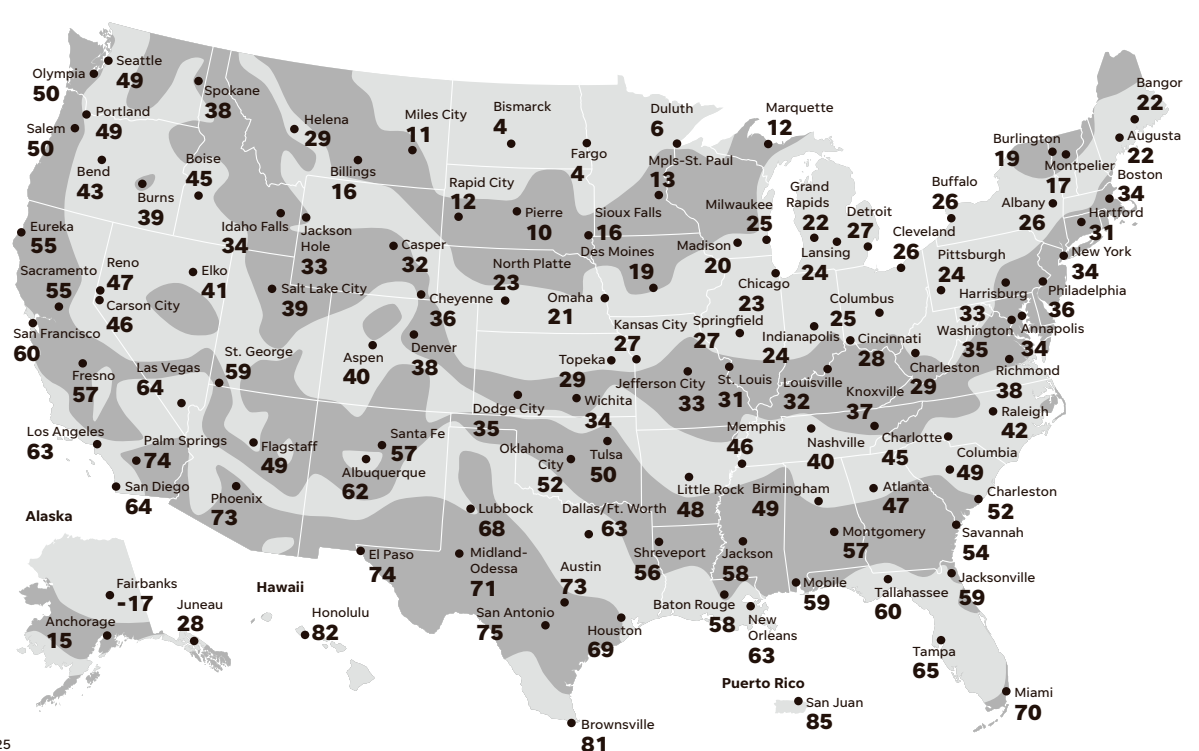 Seattle
49
Olympia
50
Spokane
38
Portland
49
Salem
50
Helena
29
Miles City
11
Bismarck
4
Fargo
4
Duluth
6
Marquette
12
Bangor
22
Augusta
22
Burlington
19
Montpelier
17
Boston
34
Bend
43
Burns
39
Boise
45
Billings
16
Rapid City
12
Pierre
10
Mpls-St. Paul
13
Sioux Falls
16
Milwaukee
25
Grand
Rapids
22
Detroit
27
Lansing
24
Buffalo
26
Albany
26
Hartford
31
Eureka
55
Idaho Falls
34
Jackson
Hole
33
Casper
32
Des Moines
19
Madison
20
Cleveland
26
Pittsburgh
24
New York
34
Sacramento
55
Reno
47
Carson City
46
Elko
41
Salt Lake City
39
Cheyenne
36
North Platte
23
Omaha
21
Chicago
23
Columbus
25
Harrisburg
33
Philadelphia
36
San Francisco
60
Fresno
57
Las Vegas
64
St. George
59
Aspen
40
Denver
38
Kansas City
27
Topeka
29
Springfield
27
Indianapolis
24
Cincinnati
28
Washington
35
Annapolis
34
Charleston
29
Richmond
38
Jefferson City
33
St. Louis
31
Louisville
32
Knoxville
37
Dodge City
35
Wichita
34
Los Angeles
63
Palm Springs
74
Flagstaff
49
Santa Fe
57
Albuquerque
62
Oklahoma
City
52
Tulsa
50
Memphis
46
Nashville
40
Charlotte
45
Raleigh
42
Columbia
49
San Diego
64
Phoenix
73
Little Rock
48
Birmingham
49
Atlanta
47
Charleston
52
Lubbock
68
Dallas/Ft. Worth
63
Shreveport
56
Jackson
58
Montgomery
57
Savannah
54
El Paso
74
Midland-
Odessa
71
Austin
73
San Antonio
75
Houston
69
Baton Rouge
58
New
Orleans
63
Mobile
59
Tallahassee
60
Jacksonville
59
Tampa
65
Miami
70
Brownsville
81
Alaska
Fairbanks
-17
Anchorage
15
Juneau
28
Hawaii
Honolulu
82
Puerto Rico
San Juan
85
25